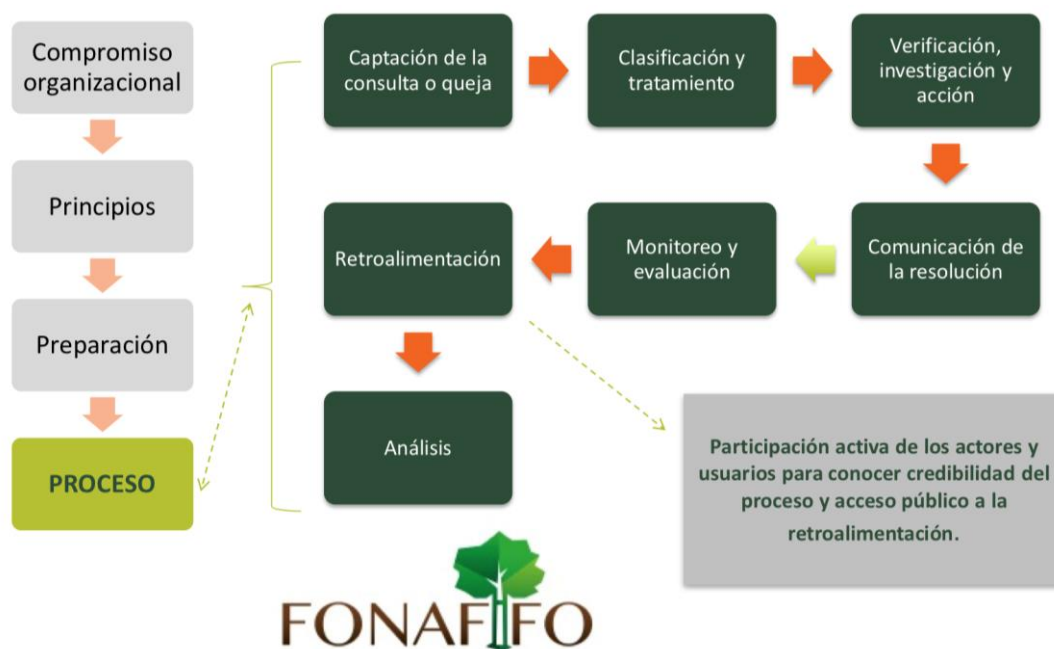 Compromiso
organizacional
Principios
Preparación
PROCESO
Captación de la
consulta o queja
Clasificación y
tratamiento
Verificación,
investigación y
acción
Comunicación de
la resolución
Monitoreo y
evaluación
Retroalimentación
Análisis
Participación activa de los actores y
usuarios para conocer credibilidad del
proceso y acceso público a la
retroalimentación.
FONAFIFO